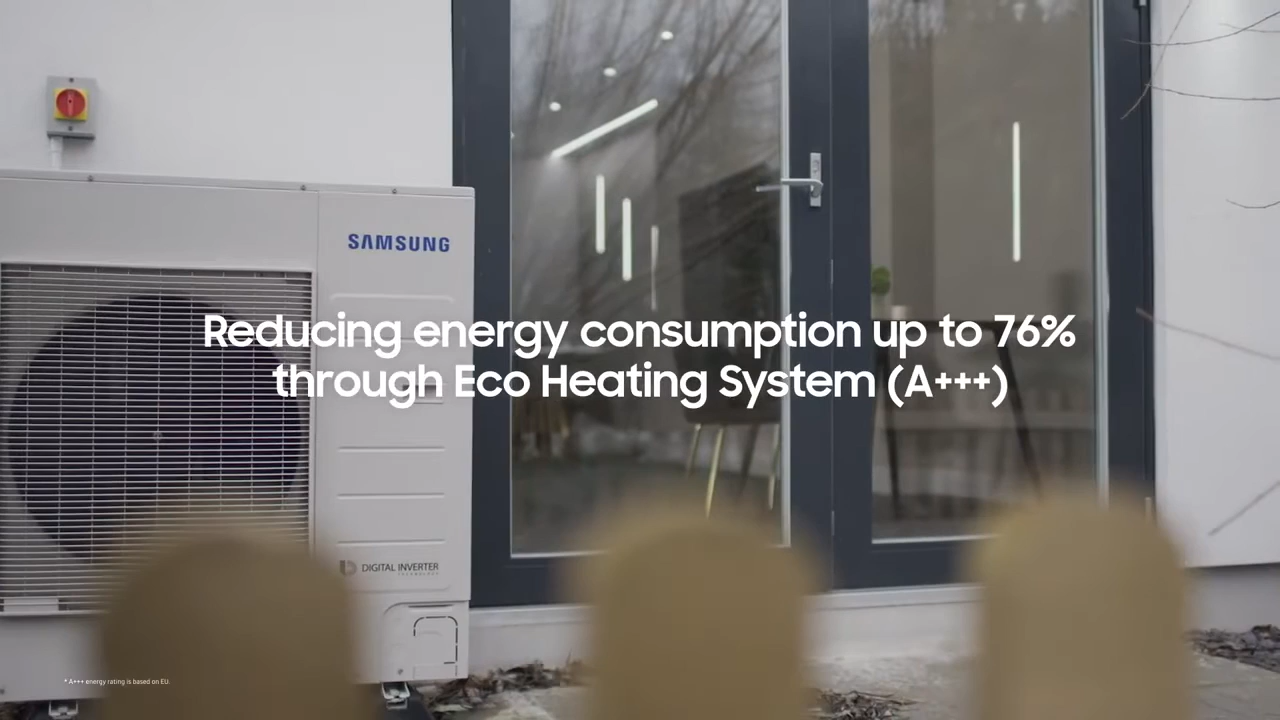 SAMSUNG
Reducing energy consumption up to 76%
through Eco Heating System (A+++)
DIGITAL INVERTER
TECHNOLOGY
* A+++ energy rating is based on EU.